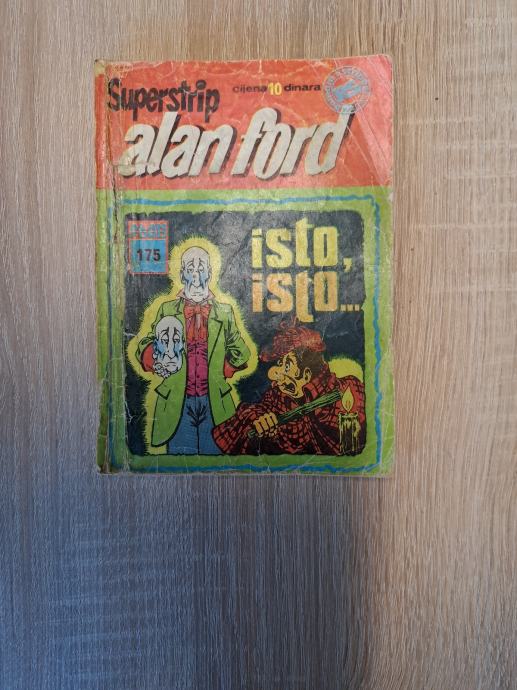 Superstrip
cijena 10 dinara
alan ford
175
isto,
isto...